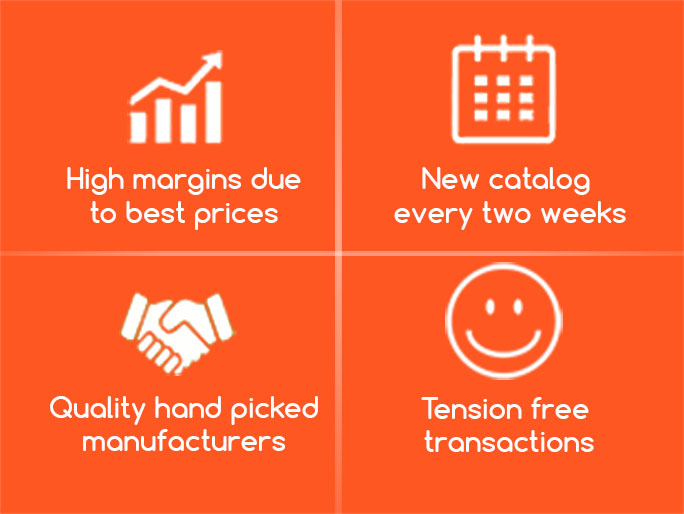 High margins due
to best prices
New catalog
every two weeks
Quality hand picked
manufacturers
Tension free
transactions